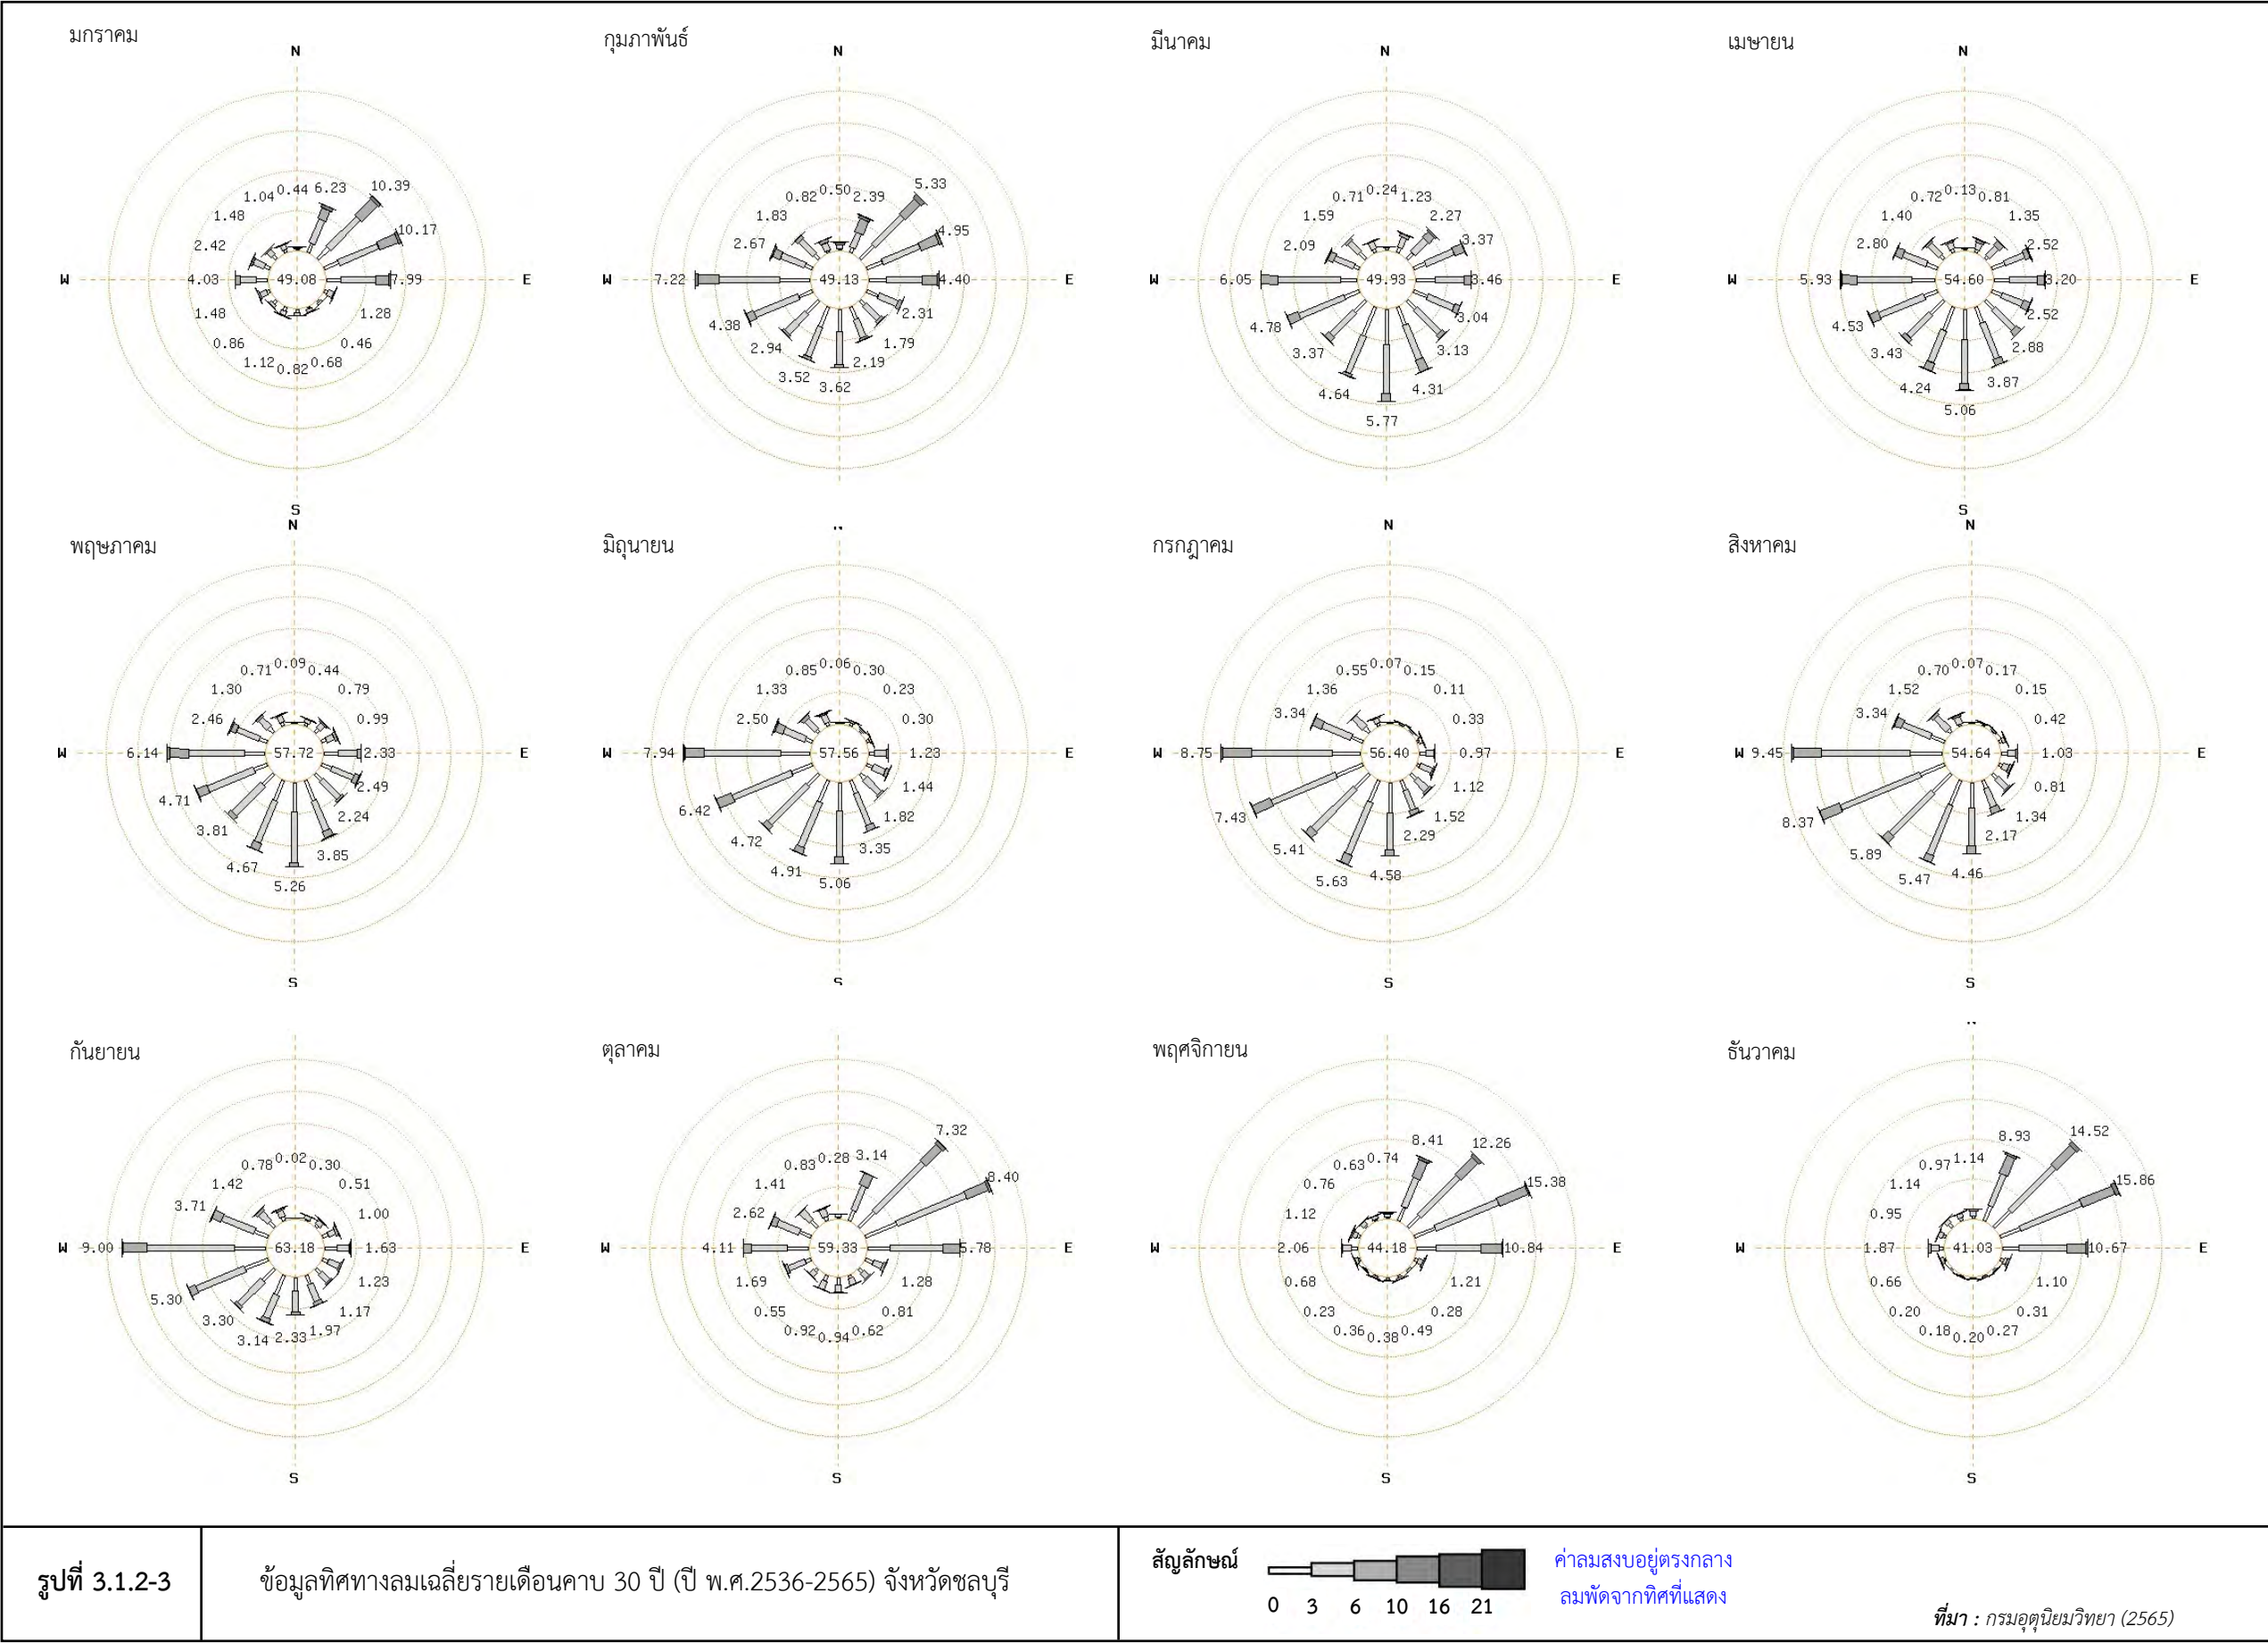 มกราคม
N
0.44 6.23 10.39
1.04
1.48
10.17
2.42
W 4.03 49.08 7.99 E
1.48 1.28
0.86 0.46
1.12 0.82 0.68
S
กุมภาพันธ์
N
5.33
0.82 0.50 2.39
1.83
4.95
2.67
W 7.22 49.13 4.40 E
2.31
4.38
2.94 1.79
3.52 3.62 2.19
มีนาคม
N
0.71 0.24 1.23
1.59 2.27
2.09 3.37
W 6.05 49.93 3.46 E
3.04
4.78
3.37 3.13
4.64 4.31
5.77
เมษายน
N
0.72 0.13 0.81
1.40 1.35
2.80 2.52
W 5.93 54.60 3.20 E
2.52
4.53
3.43 2.88
4.24 3.87
5.06
S
พฤษภาคม
N
0.71 0.09 0.44
1.30 0.79
2.46 0.99
W 6.14 57.72 2.33 E
2.49
4.71
3.81 2.24
4.67 3.85
5.26
S
มิถุนายน
0.85 0.06 0.30
1.33 0.23
2.50 0.30
W 7.94 57.56 1.23 E
1.44
6.42
4.72 1.82
4.91 3.35
5.06
S
กรกฎาคม
N
0.55 0.07 0.15
1.36 0.11
3.34 0.33
W 8.75 56.40 0.97 E
1.12
7.43
5.41 1.52
5.63 4.58 2.29
S
สิงหาคม
N
0.70 0.07 0.17
1.52 0.15
3.34 0.42
W 9.45 54.64 1.03 E
0.81
8.37
5.89 1.34
5.47 4.46 2.17
S
กันยายน
0.78 0.02 0.30
1.42 0.51
3.71 1.00
W 9.00 63.18 1.63 E
1.23
5.30
3.30 1.17
3.14 2.33 1.97
S
ตุลาคม
7.32
0.83 0.28 3.14
1.41
8.40
2.62
W 4.11 59.33 5.78 E
1.69 1.28
0.55 0.81
0.92 0.94 0.62
S
พฤศจิกายน
8.41 12.26
0.63 0.74
0.76
15.38
1.12
W 2.06 44.18 10.84 E
0.68 1.21
0.23 0.28
0.36 0.38 0.49
S
ธันวาคม
8.93 14.52
0.97 1.14
1.14
15.86
0.95
W 1.87 41.03 10.67 E
0.66 1.10
0.20 0.31
0.18 0.20 0.27
S
รูปที่ 3.1.2-3
ข้อมูลทิศทางลมเฉลี่ยรายเดือนคาบ 30 ปี (ปี พ.ศ.2536-2565) จังหวัดชลบุรี
สัญลักษณ์
0 3 6 10 16 21
ค่าลมสงบอยู่ตรงกลาง
ลมพัดจากทิศที่แสดง
ที่มา : กรมอุตุนิยมวิทยา (2565)